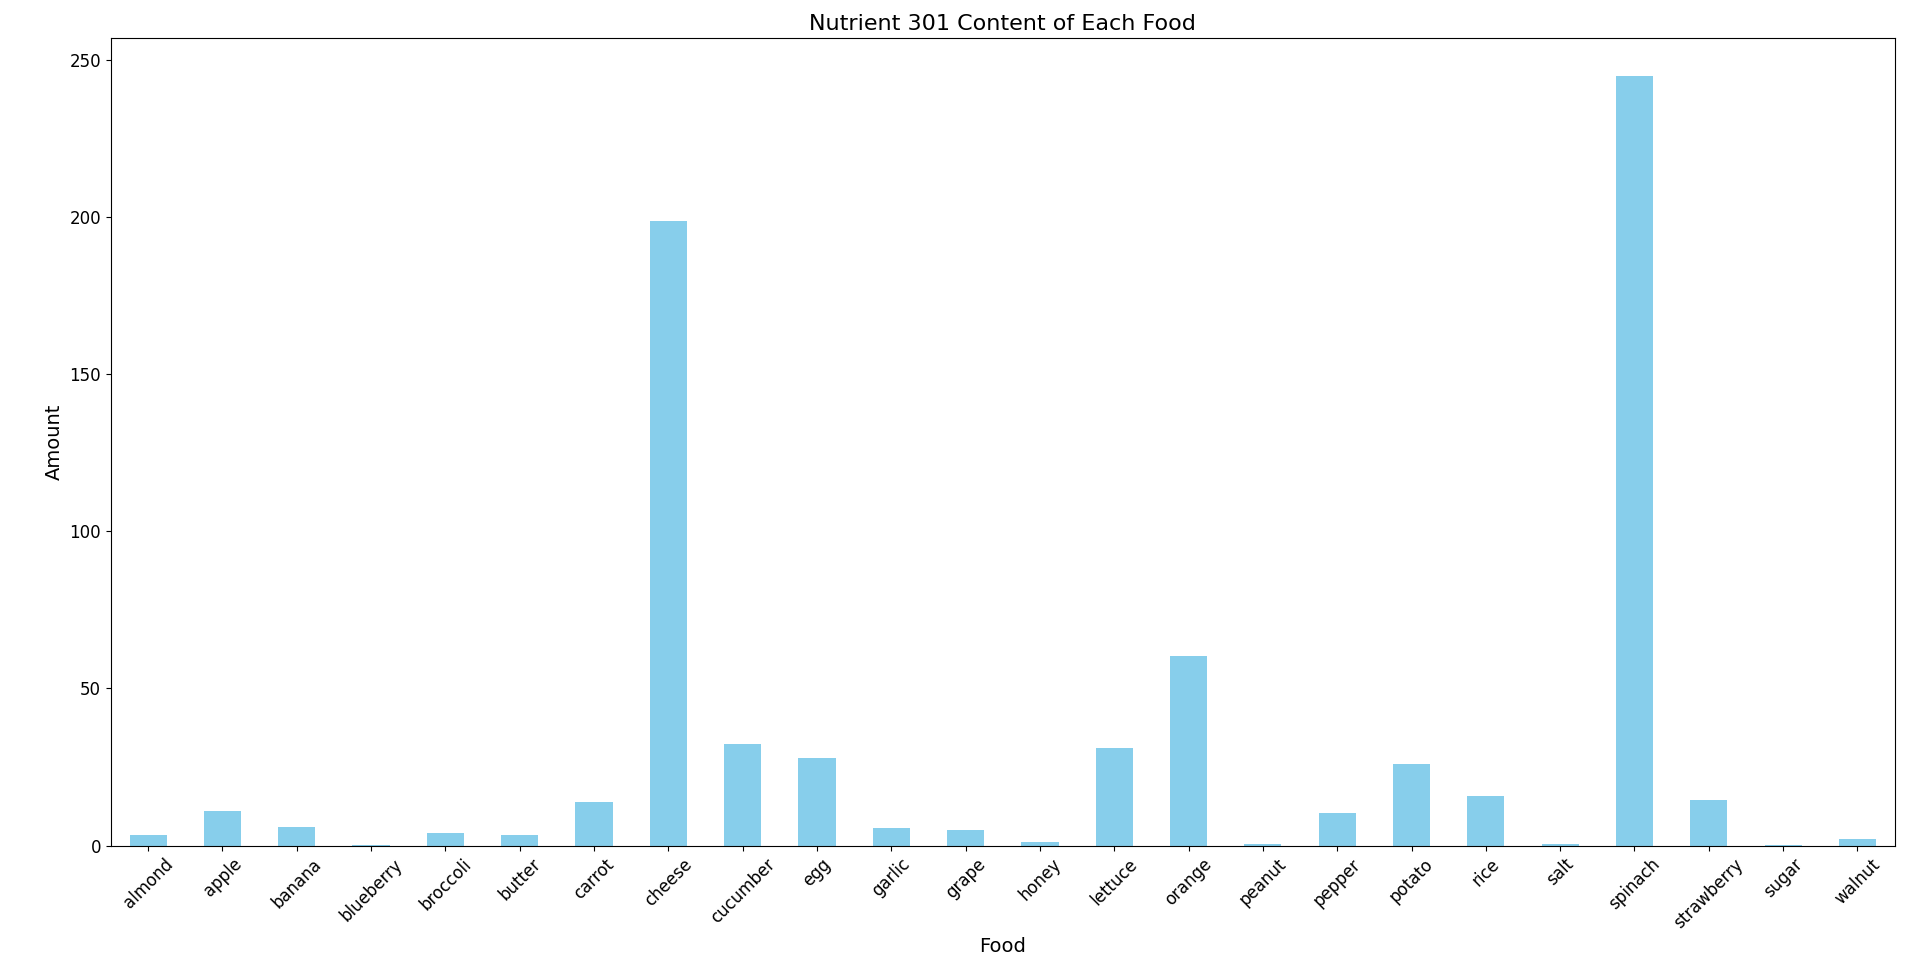 Nutrient 301 Content of Each Food
250
200
150
100
50
0
Amount
almond
apple
banana
blueberry
broccoli
butter
carrot
cheese
cucumber
egg
garlic
grape
honey
lettuce
orange
peanut
pepper
potato
rice
salt
spinach
strawberry
sugar
walnut
Food